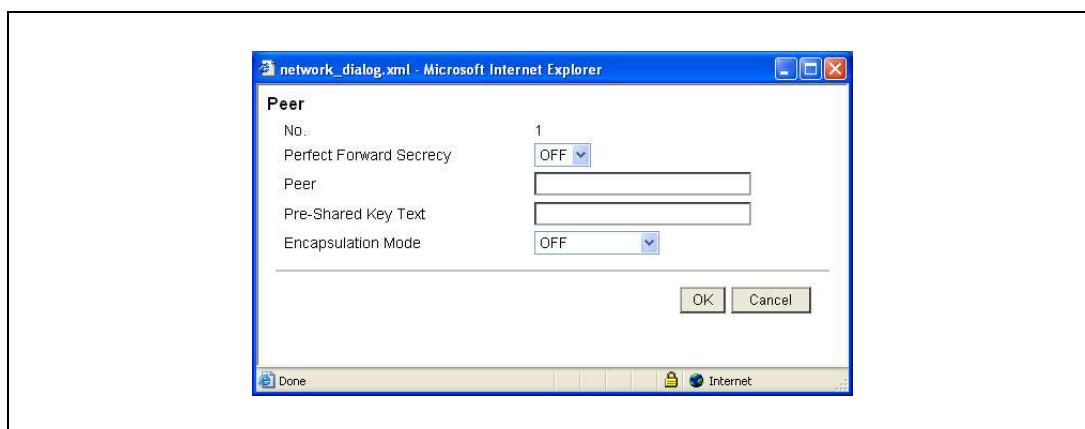 network_dialog.xml - Microsoft Internet Explorer
Peer
No. 1
Perfect Forward Secrecy OFF
Peer
Pre-Shared Key Text
Encapsulation Mode OFF
OK Cancel
Done Internet